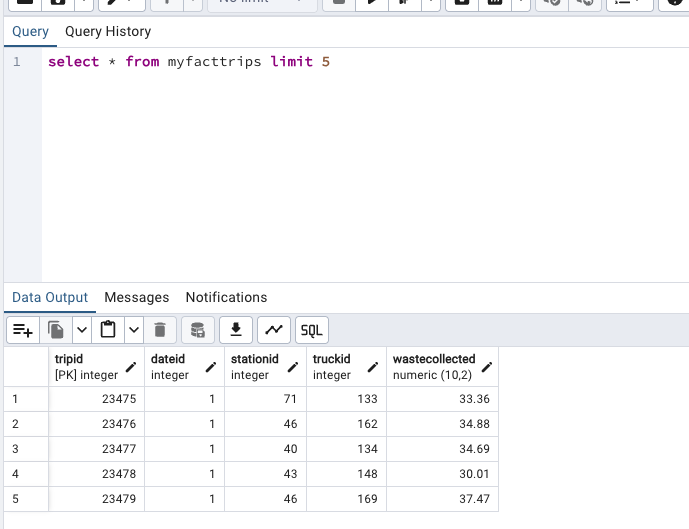 No limit
Query Query History
1 select * from myfacttrips limit 5
Data Output Messages Notifications
SQL
tripid dateid stationid truckid wastecollected
[PK] integer integer integer integer numeric (10,2)
1 23475 1 71 133 33.36
2 23476 1 46 162 34.88
3 23477 1 40 134 34.69
4 23478 1 43 148 30.01
5 23479 1 46 169 37.47